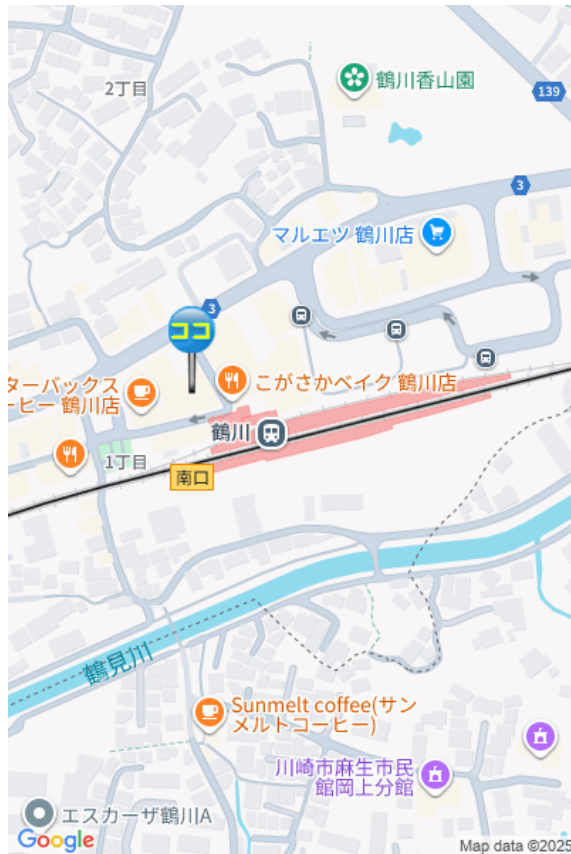 2丁目
鶴川香山園
139
3
マルエツ 鶴川店
3
ココ
ターバックス
ーヒー 鶴川店
こがさかベイク 鶴川店
鶴川
1丁目
南口
鶴見川
Sunmelt coffee(サン
メルトコーヒー)
川崎市麻生市民
館岡上分館
エスカーザ鶴川A
Google
Map data ©2025